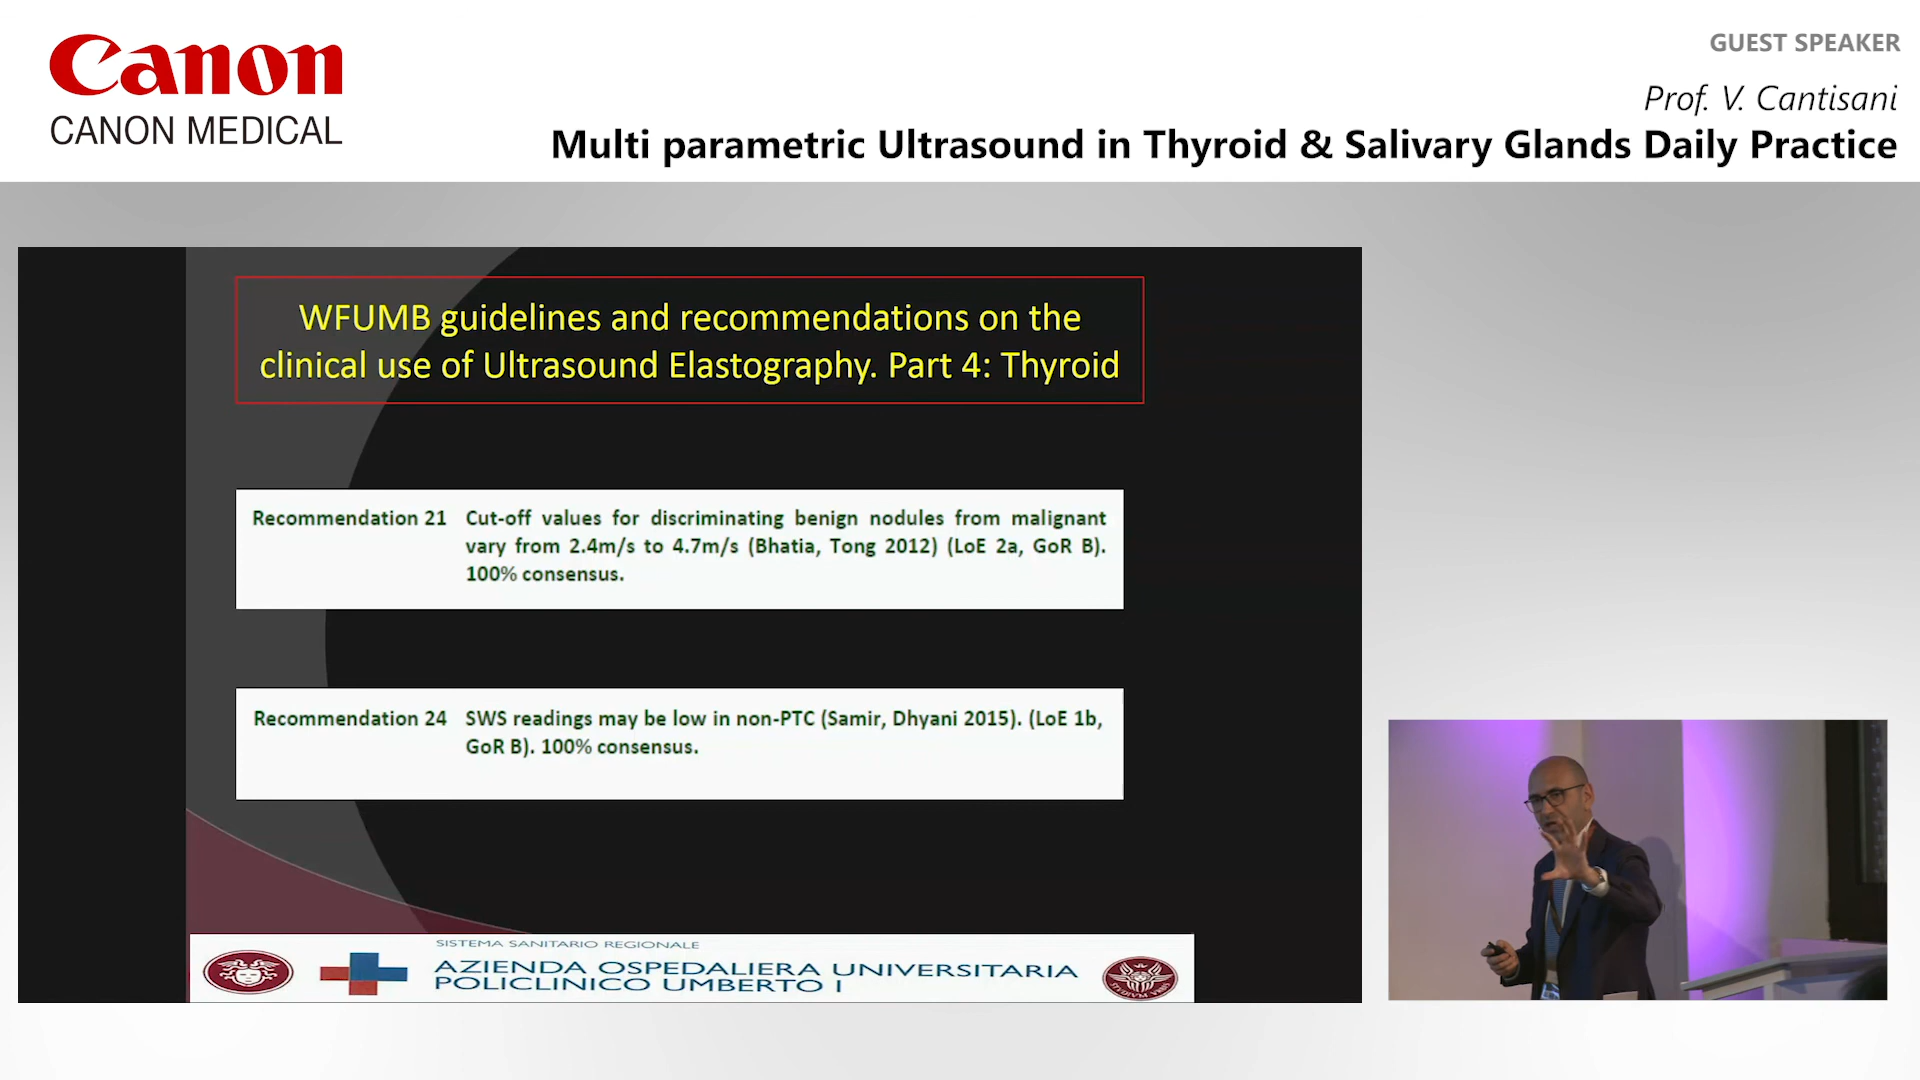 Canon
CANON MEDICAL
GUEST SPEAKER
Prof. V. Cantisani
Multi parametric Ultrasound in Thyroid & Salivary Glands Daily Practice
WFUMB guidelines and recommendations on the
clinical use of Ultrasound Elastography. Part 4: Thyroid
Recommendation 21 Cut-off values for discriminating benign nodules from malignant
vary from 2.4m/s to 4.7m/s (Bhatia, Tong 2012) (LoE 2a, GoR B).
100% consensus.
Recommendation 24 SWS readings may be low in non-PTC (Samir, Dhyani 2015). (LoE 1b,
GoR B). 100% consensus.
SISTEMA SANITARIO REGIONALE
AZIENDA OSPEDALIERA UNIVERSITARIA
POLICLINICO UMBERTO I
STVDIVM VRBIS